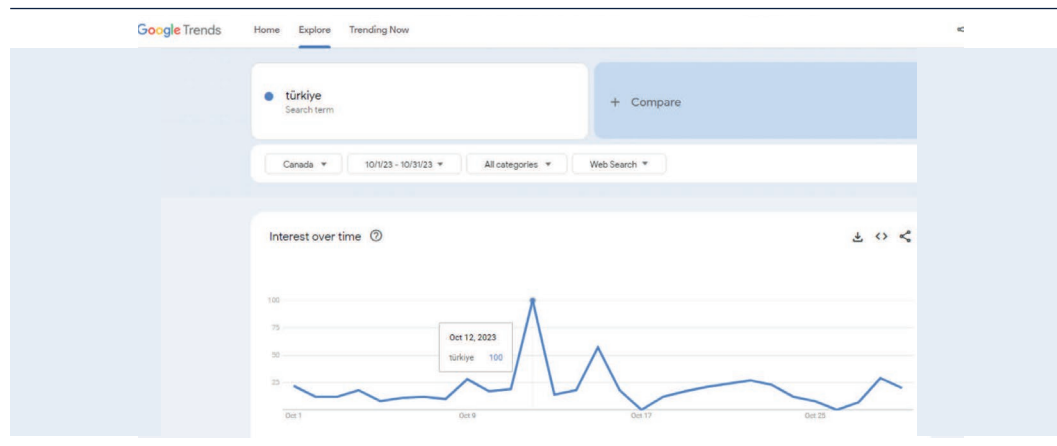 Google Trends Home Explore Trending Now
türkiye
Search term
+ Compare
Canada 10/1/23 - 10/31/23 All categories Web Search
Interest over time
100
75
50
25
Oct 12, 2023
türkiye 100
Oct 1 Oct 9 Oct 17 Oct 25